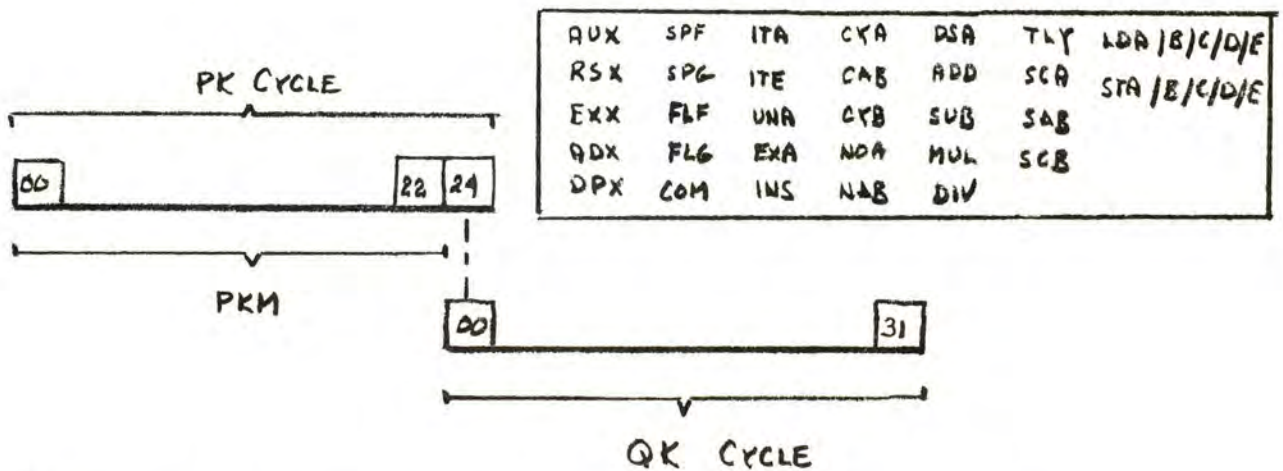 AUX SPF ITA CYA DSA TLY LDA/B/C/D/E
RSX SPG ITE CAB ADD SCA STA/B/C/D/E
EXX FLF UNA CYB SUB SAB
ADX FLG EXA NOA MUL SCB
DPX COM INS NAB DIV
PK CYCLE
00 22 24
PKM
00 31
QK CYCLE